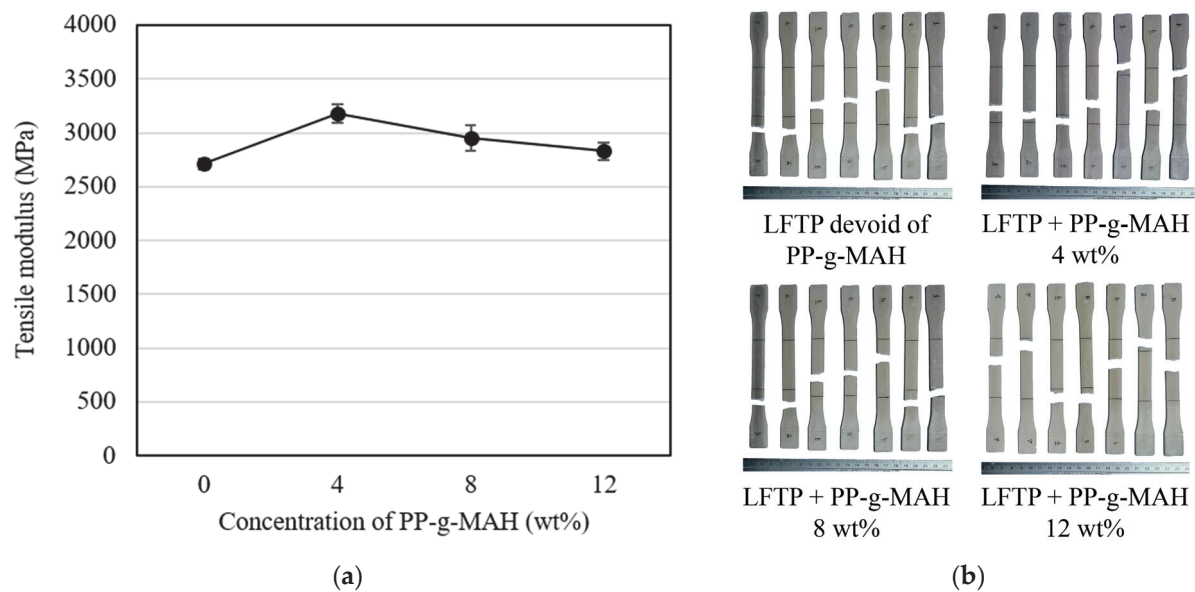 4000
3500
3000
2500
2000
1500
1000
500
0
Tensile modulus (MPa)
0 4 8 12
Concentration of PP-g-MAH (wt%)
(a)
LFTP devoid of
PP-g-MAH
LFTP + PP-g-MAH
4 wt%
LFTP + PP-g-MAH
8 wt%
LFTP + PP-g-MAH
12 wt%
(b)